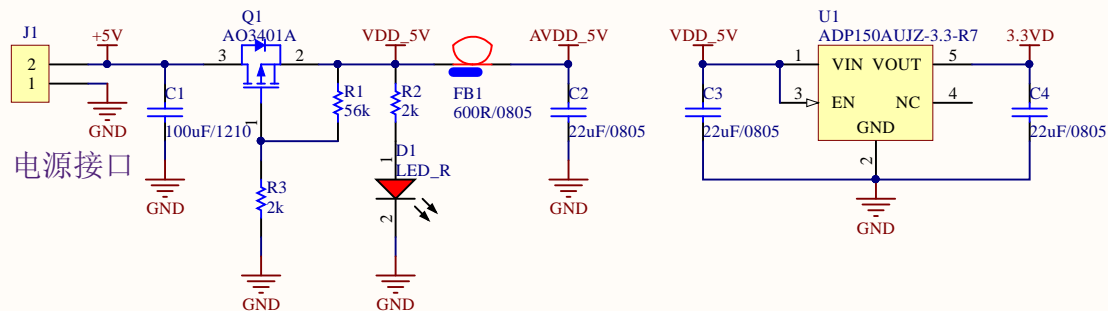 J1
2
1
+5V
GND
电源接口
C1
100uF/1210
GND
Q1
AO3401A
3
2
1
R1
56k
R3
2k
GND
VDD_5V
R2
2k
D1
LED_R
1
2
GND
FB1
600R/0805
AVDD_5V
C2
22uF/0805
GND
VDD_5V
C3
22uF/0805
U1
ADP150AUJZ-3.3-R7
1
VIN
VOUT
5
3
EN
NC
4
GND
2
GND
3.3VD
C4
22uF/0805